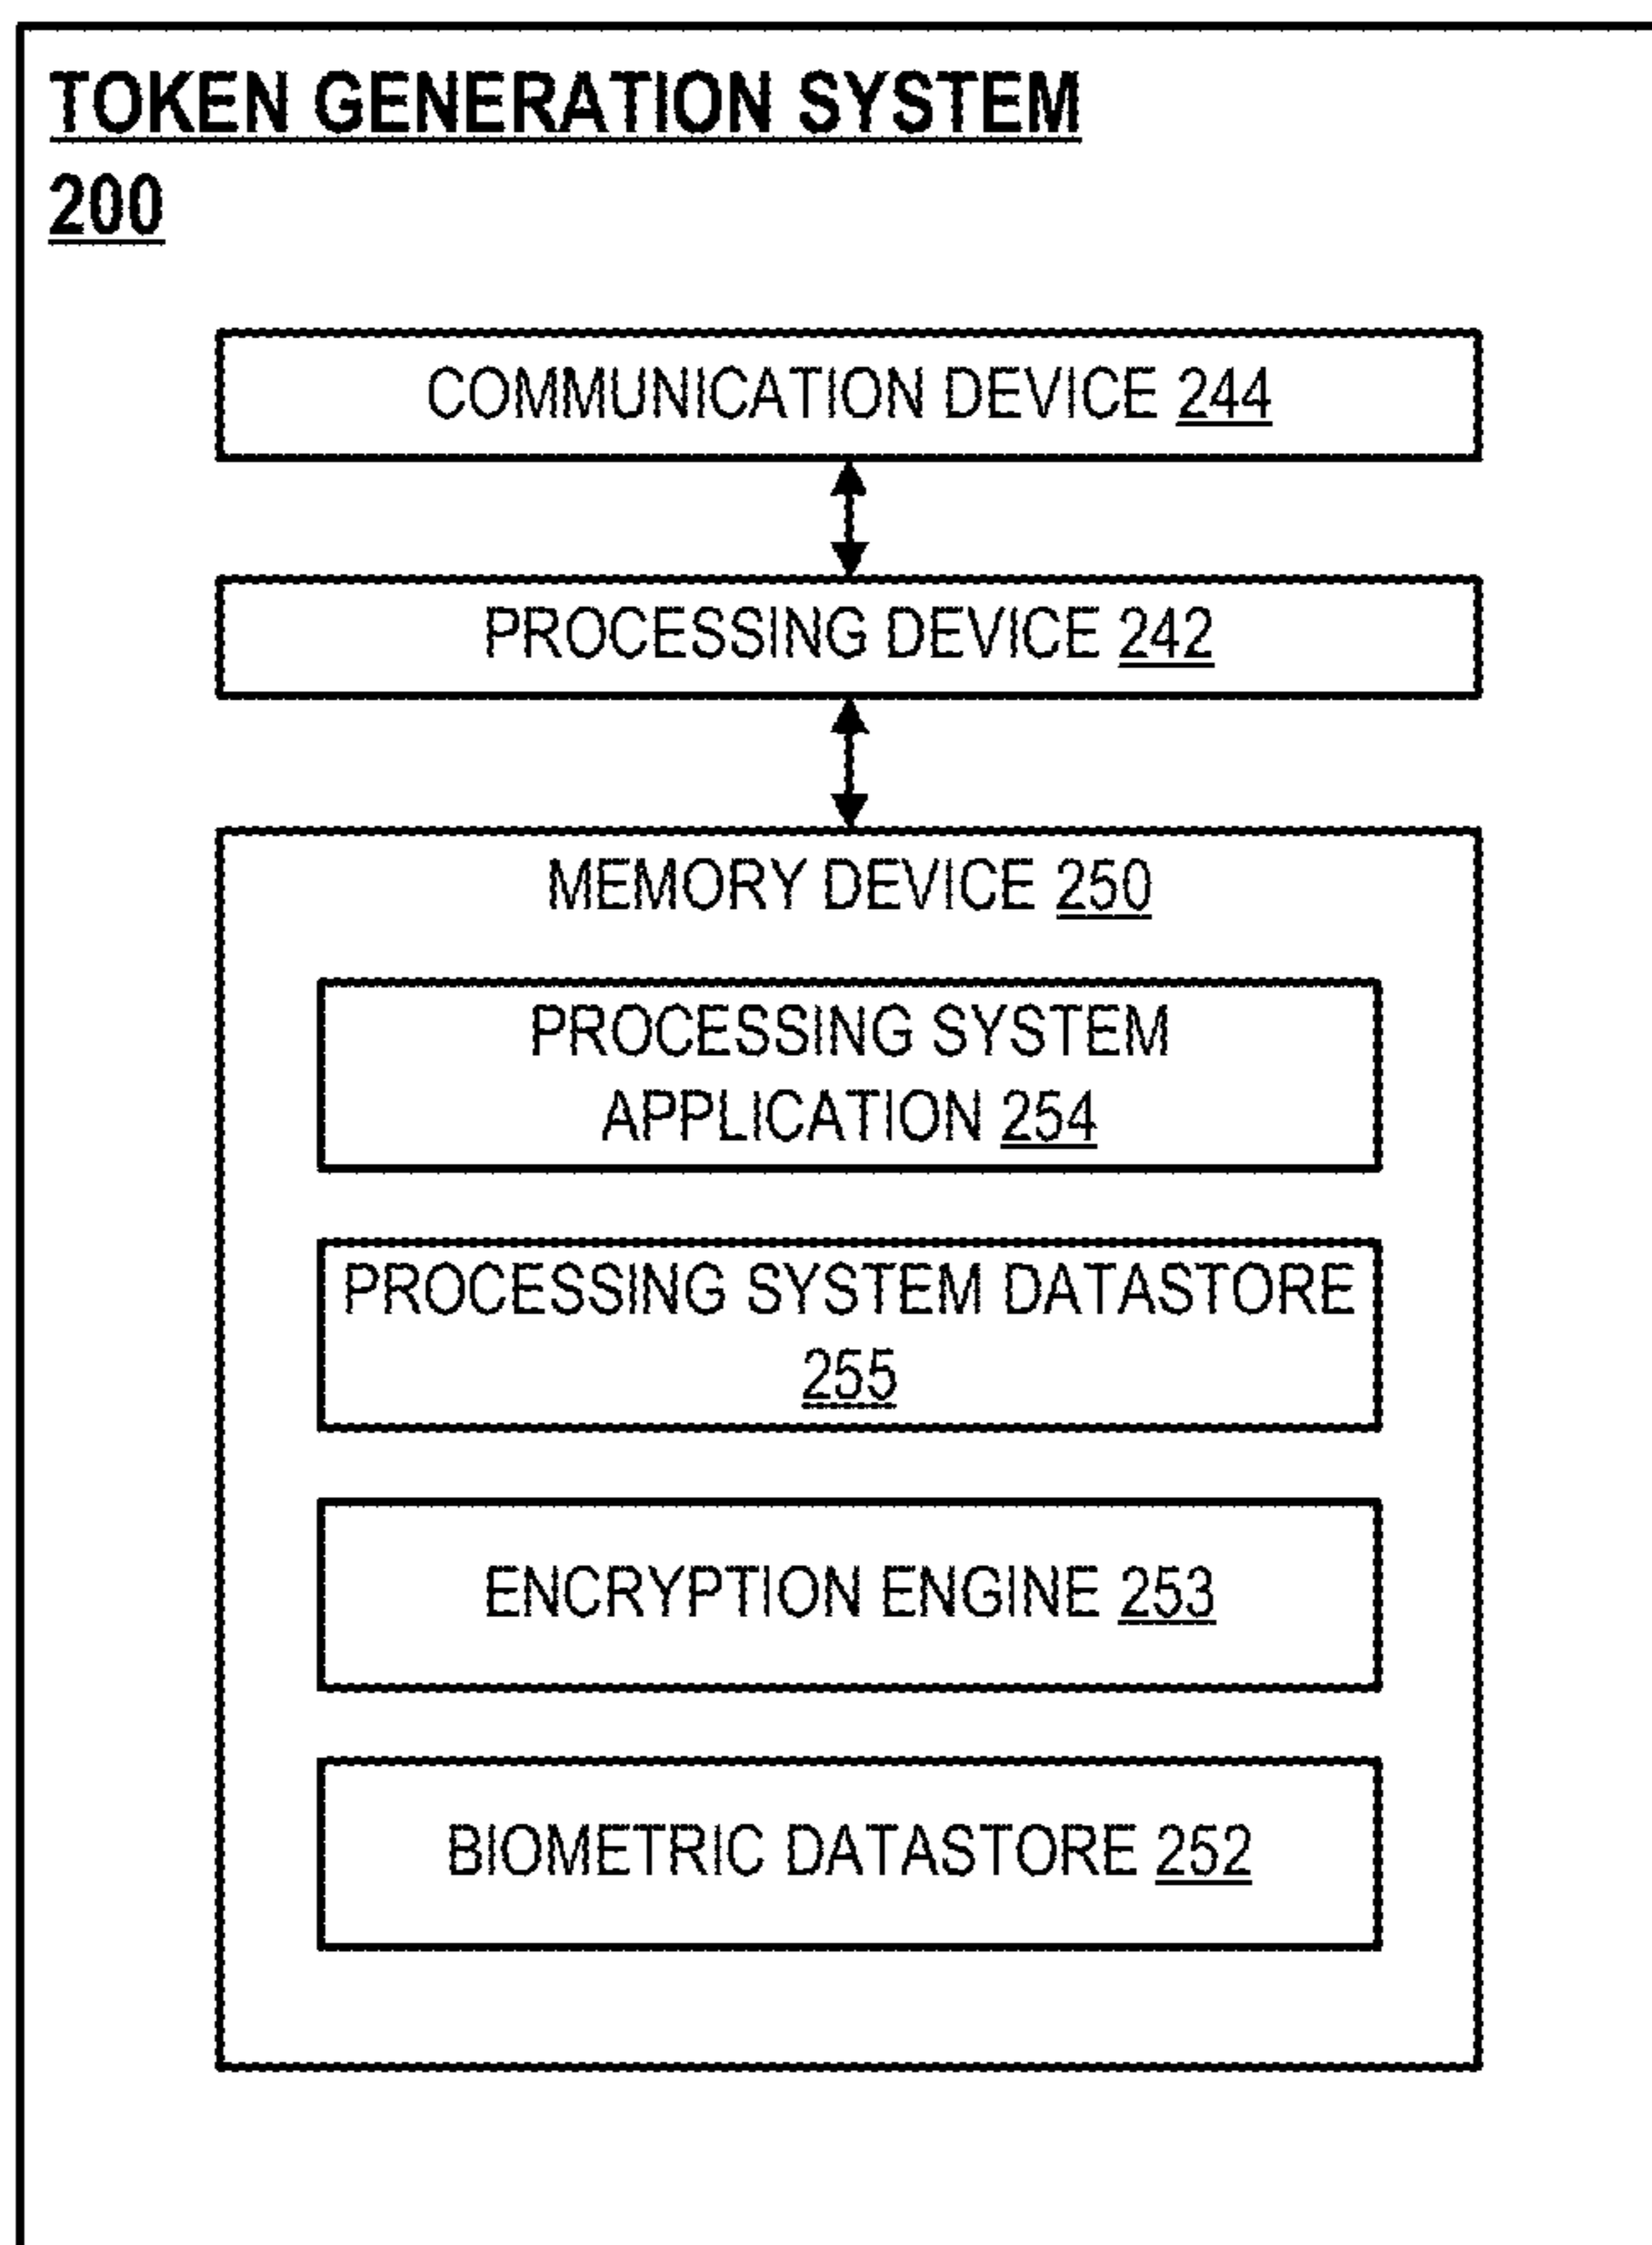 TOKEN GENERATION SYSTEM
200
COMMUNICATION DEVICE 244
PROCESSING DEVICE 242
MEMORY DEVICE 250
PROCESSING SYSTEM
APPLICATION 254
PROCESSING SYSTEM DATASTORE
255
ENCRYPTION ENGINE 253
BIOMETRIC DATASTORE 252